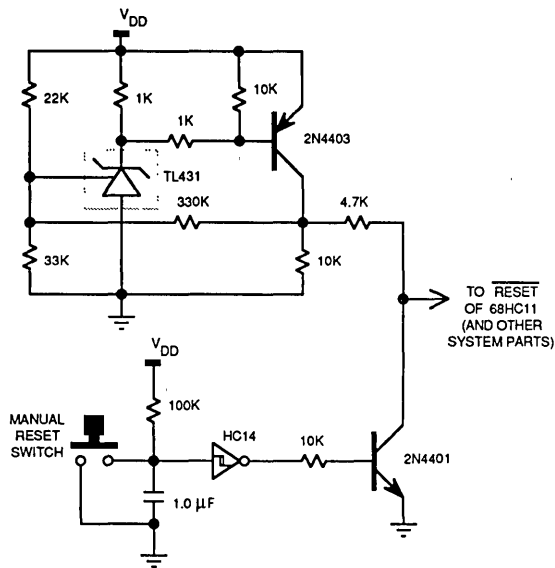 VDD
22K
1K
10K
1K
2N4403
TL431
330K
4.7K
33K
10K
TO RESET
OF 68HC11
(AND OTHER
SYSTEM PARTS)
VDD
100K
MANUAL
RESET
SWITCH
HC14
10K
2N4401
1.0 µF